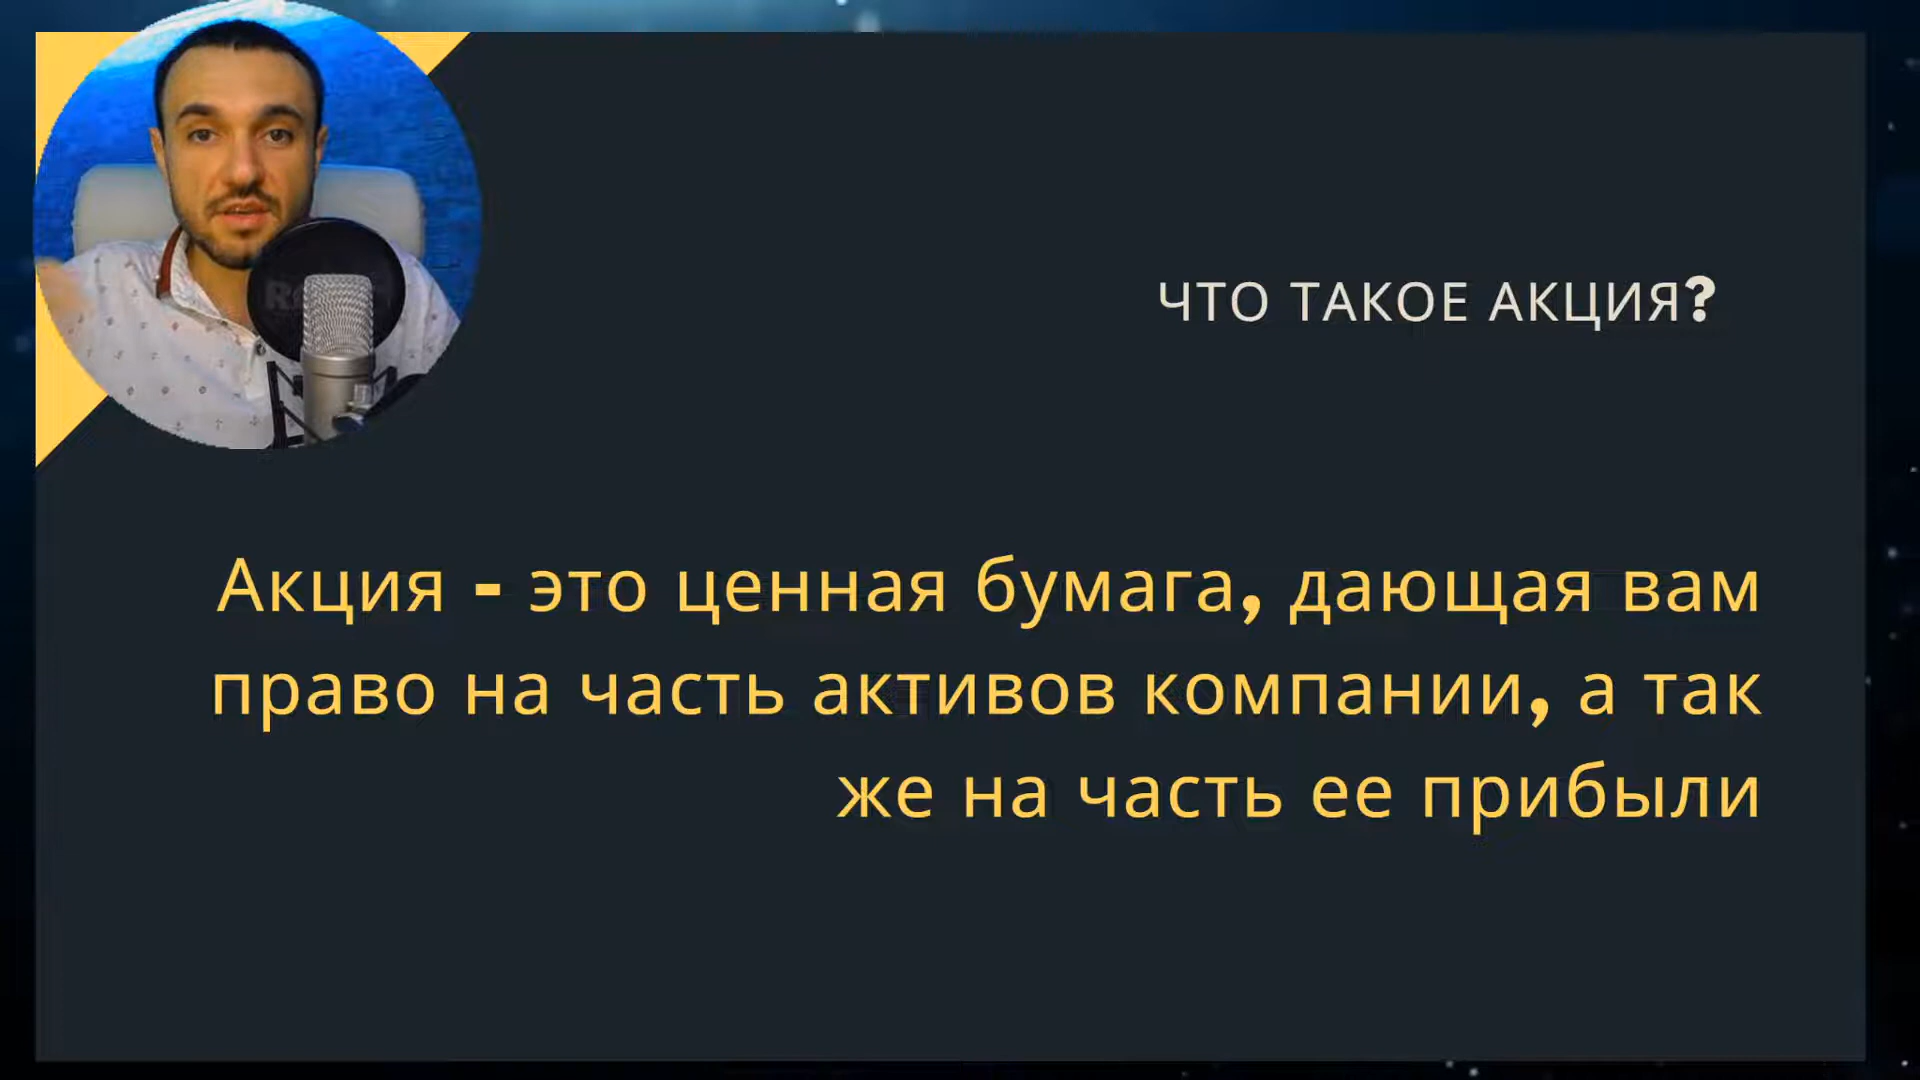 ЧТО ТАКОЕ АКЦИЯ?
Акция - это ценная бумага, дающая вам
право на часть активов компании, а так
же на часть ее прибыли